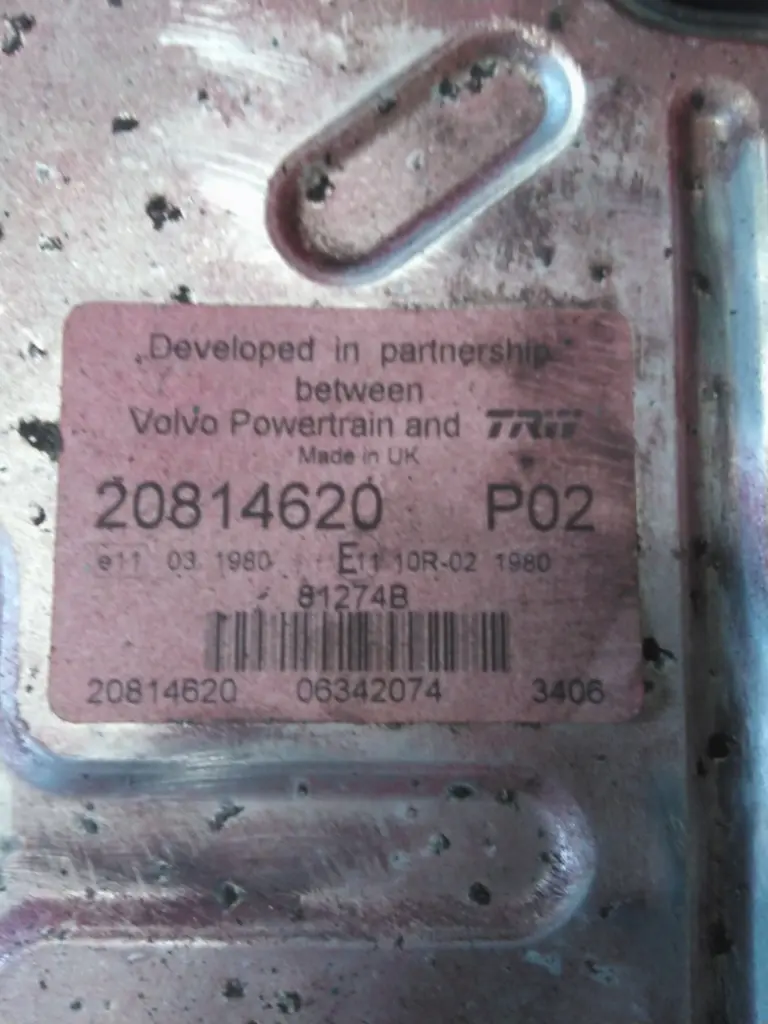 „Developed in partnership"
between
Volvo Powertrain and TRW
Made in UK
20814620 P02
e11 03 1980 E11 10R-02 1980
81274B
20814620 06342074 3406